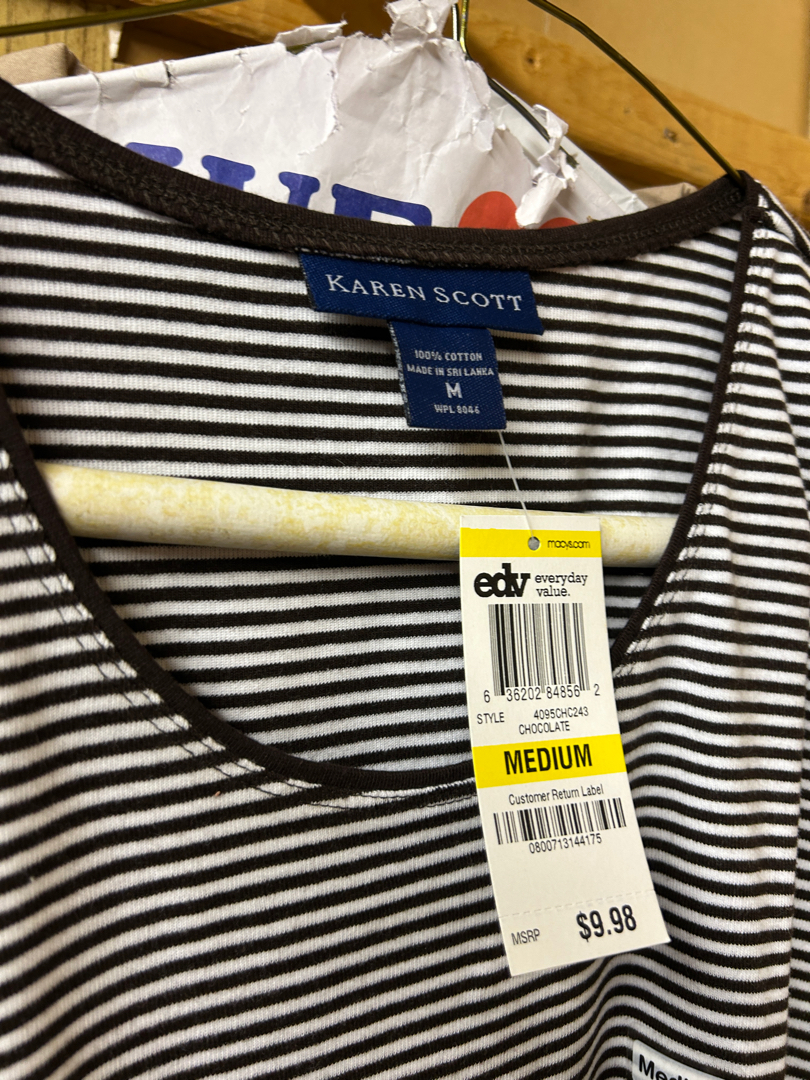 KAREN SCOTT
100% COTTON
MADE IN SRI LANKA
M
WPL 8046
macys.com
edv everyday
value.
6 36202 84856 2
STYLE 4095CHC243
CHOCOLATE
MEDIUM
Customer Return Label
0800713144175
MSRP $9.98